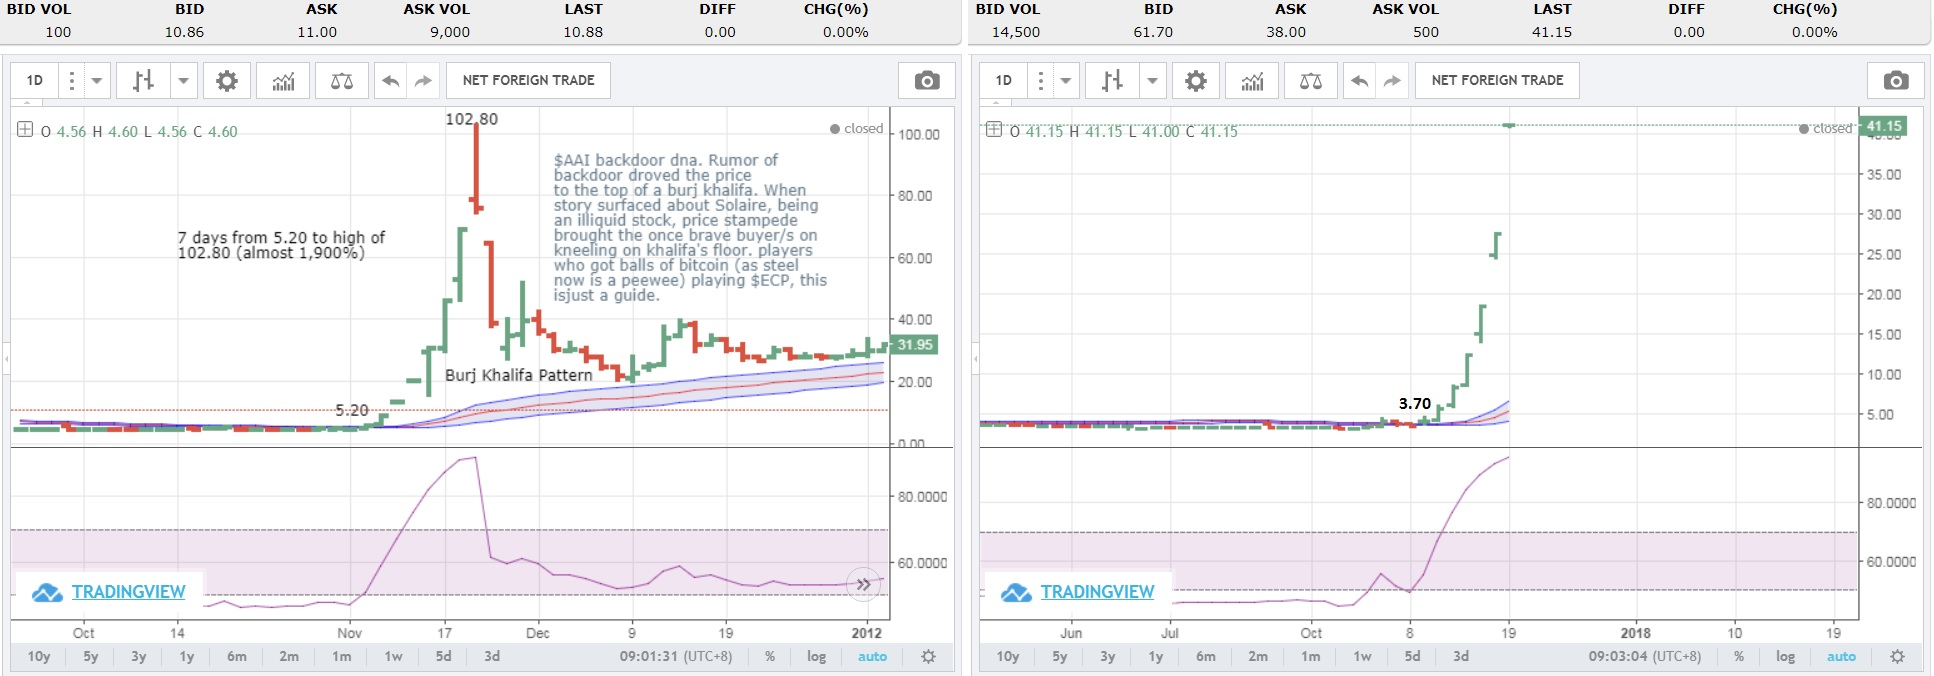 BID VOL BID ASK ASK VOL LAST DIFF CHG(%)
100 10.86 11.00 9,000 10.88 0.00 0.00%
1D NET FOREIGN TRADE
O 4.56 H 4.60 L 4.56 C 4.60
closed
102.80
$AAI backdoor dna. Rumor of
backdoor droved the price
to the top of a burj khalifa. When
story surfaced about Solaire, being
an illiquid stock, price stampede
brought the once brave buyer/s on
kneeling on khalifa's floor. players
who got balls of bitcoin (as steel
now is a peewee) playing $ECP, this
isjust a guide.
7 days from 5.20 to high of
102.80 (almost 1,900%)
Burj Khalifa Pattern
5.20
100.00
80.00
60.00
40.00
31.95
20.00
0.00
80.0000
60.0000
TRADINGVIEW
Oct 14 Nov 17 Dec 9 19 2012
10y 5y 3y 1y 6m 2m 1m 1w 5d 3d 09:01:31 (UTC+8) % log auto
BID VOL BID ASK ASK VOL LAST DIFF CHG(%)
14,500 61.70 38.00 500 41.15 0.00 0.00%
1D NET FOREIGN TRADE
O 41.15 H 41.15 L 41.00 C 41.15
closed
41.15
35.00
30.00
25.00
20.00
15.00
10.00
5.00
3.70
80.0000
60.0000
TRADINGVIEW
Jun Jul Oct 8 19 2018 10 19
10y 5y 3y 1y 6m 2m 1m 1w 5d 3d 09:03:04 (UTC+8) % log auto